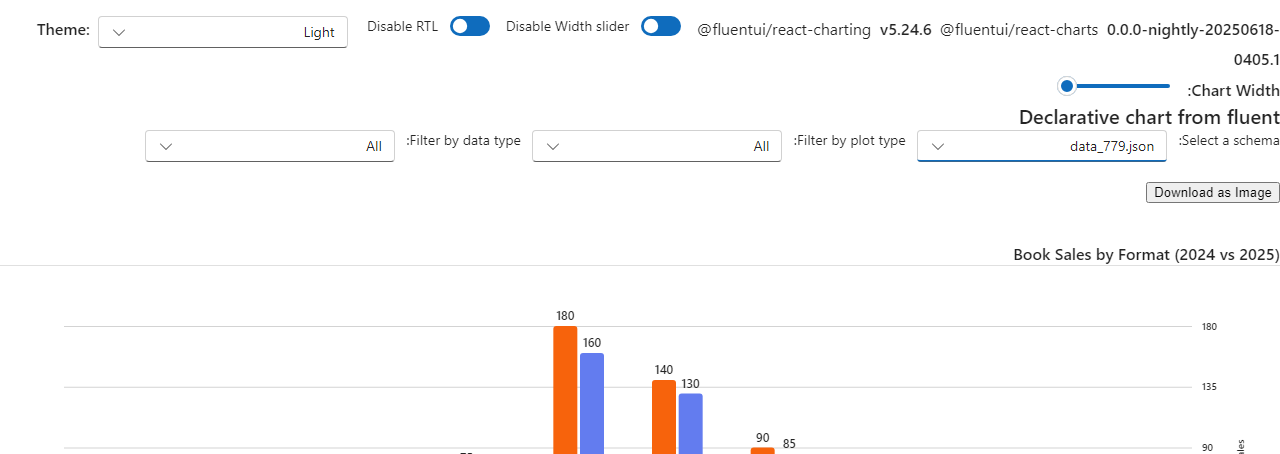 Theme: Light Disable RTL Disable Width slider @fluentui/react-charting v5.24.6 @fluentui/react-charts 0.0.0-nightly-20250618-
0405.1
:Chart Width
Declarative chart from fluent
All :Filter by data type All :Filter by plot type data_779.json :Select a schema
Download as Image
Book Sales by Format (2024 vs 2025)
180
180
160
140
130
135
90
85
90